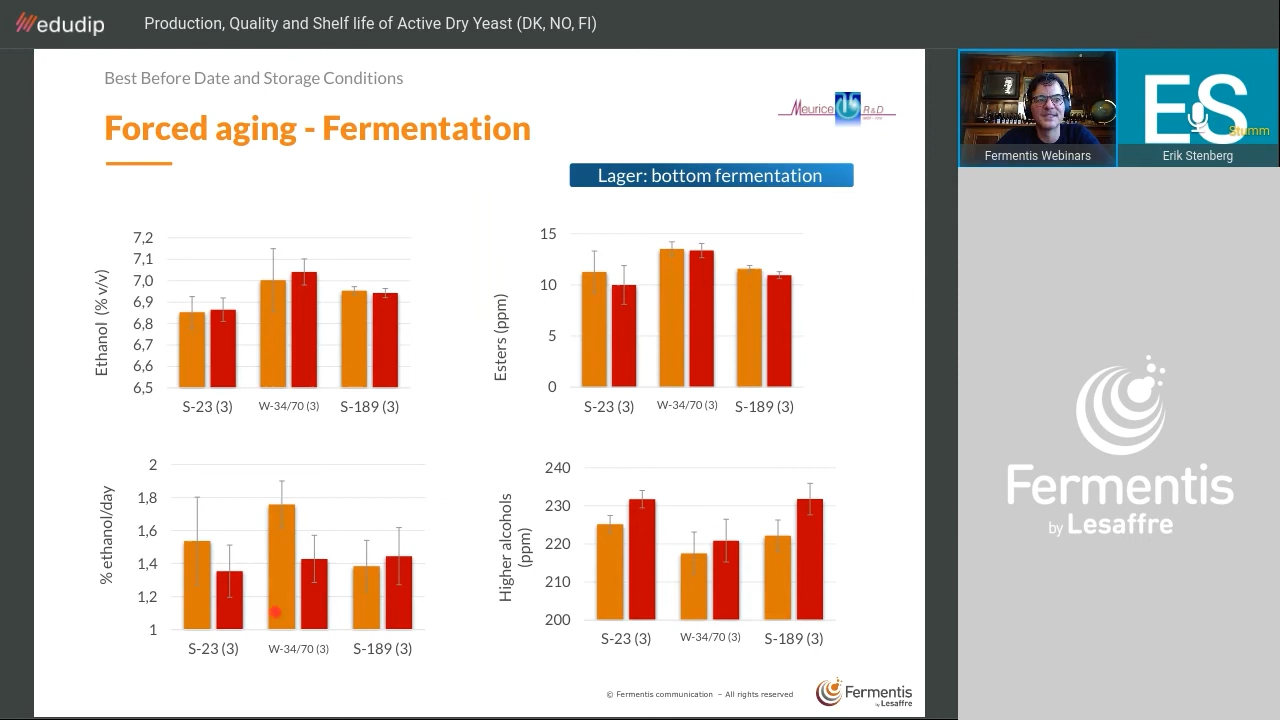 edudip
Production, Quality and Shelf life of Active Dry Yeast (DK, NO, FI)
Best Before Date and Storage Conditions
Forced aging - Fermentation
Meurice R&D
Lager: bottom fermentation
Ethanol (% v/v)
7,2
7,1
7,0
6,9
6,8
6,7
6,6
6,5
S-23 (3)
W-34/70 (3)
S-189 (3)
Esters (ppm)
15
10
5
0
S-23 (3)
W-34/70 (3)
S-189 (3)
% ethanol/day
2
1,8
1,6
1,4
1,2
1
S-23 (3)
W-34/70 (3)
S-189 (3)
Higher alcohols
(ppm)
240
230
220
210
200
S-23 (3)
W-34/70 (3)
S-189 (3)
© Fermentis communication – All rights reserved
Fermentis
by Lesaffre
ES
Stumm
Fermentis Webinars
Erik Stenberg
Fermentis
by Lesaffre